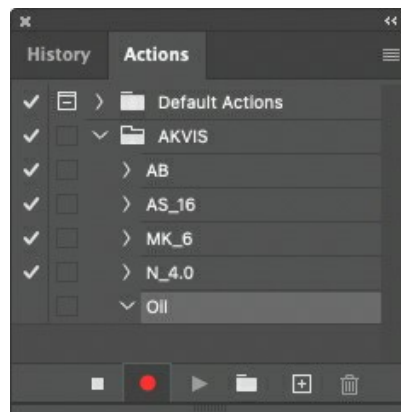 History Actions
Default Actions
AKVIS
AB
AS_16
MK_6
N_4.0
Oil